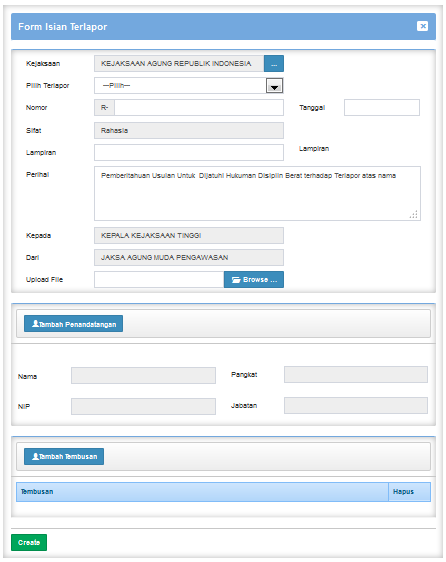 Form Isian Terlapor
Kejaksaan KEJAKSAAN AGUNG REPUBLIK INDONESIA ...
Pilih Terlapor ---Pilih---
Nomor R- Tanggal
Sifat Rahasia
Lampiran Lampiran
Perihal Pemberitahuan Usulan Untuk Dijatuhi Hukuman Disiplin Berat terhadap Terlapor atas nama
Kepada KEPALA KEJAKSAAN TINGGI
Dari JAKSA AGUNG MUDA PENGAWASAN
Upload File Browse ...
Tambah Penandatangan
Nama Pangkat
NIP Jabatan
Tambah Tembusan
Tembusan Hapus
Create